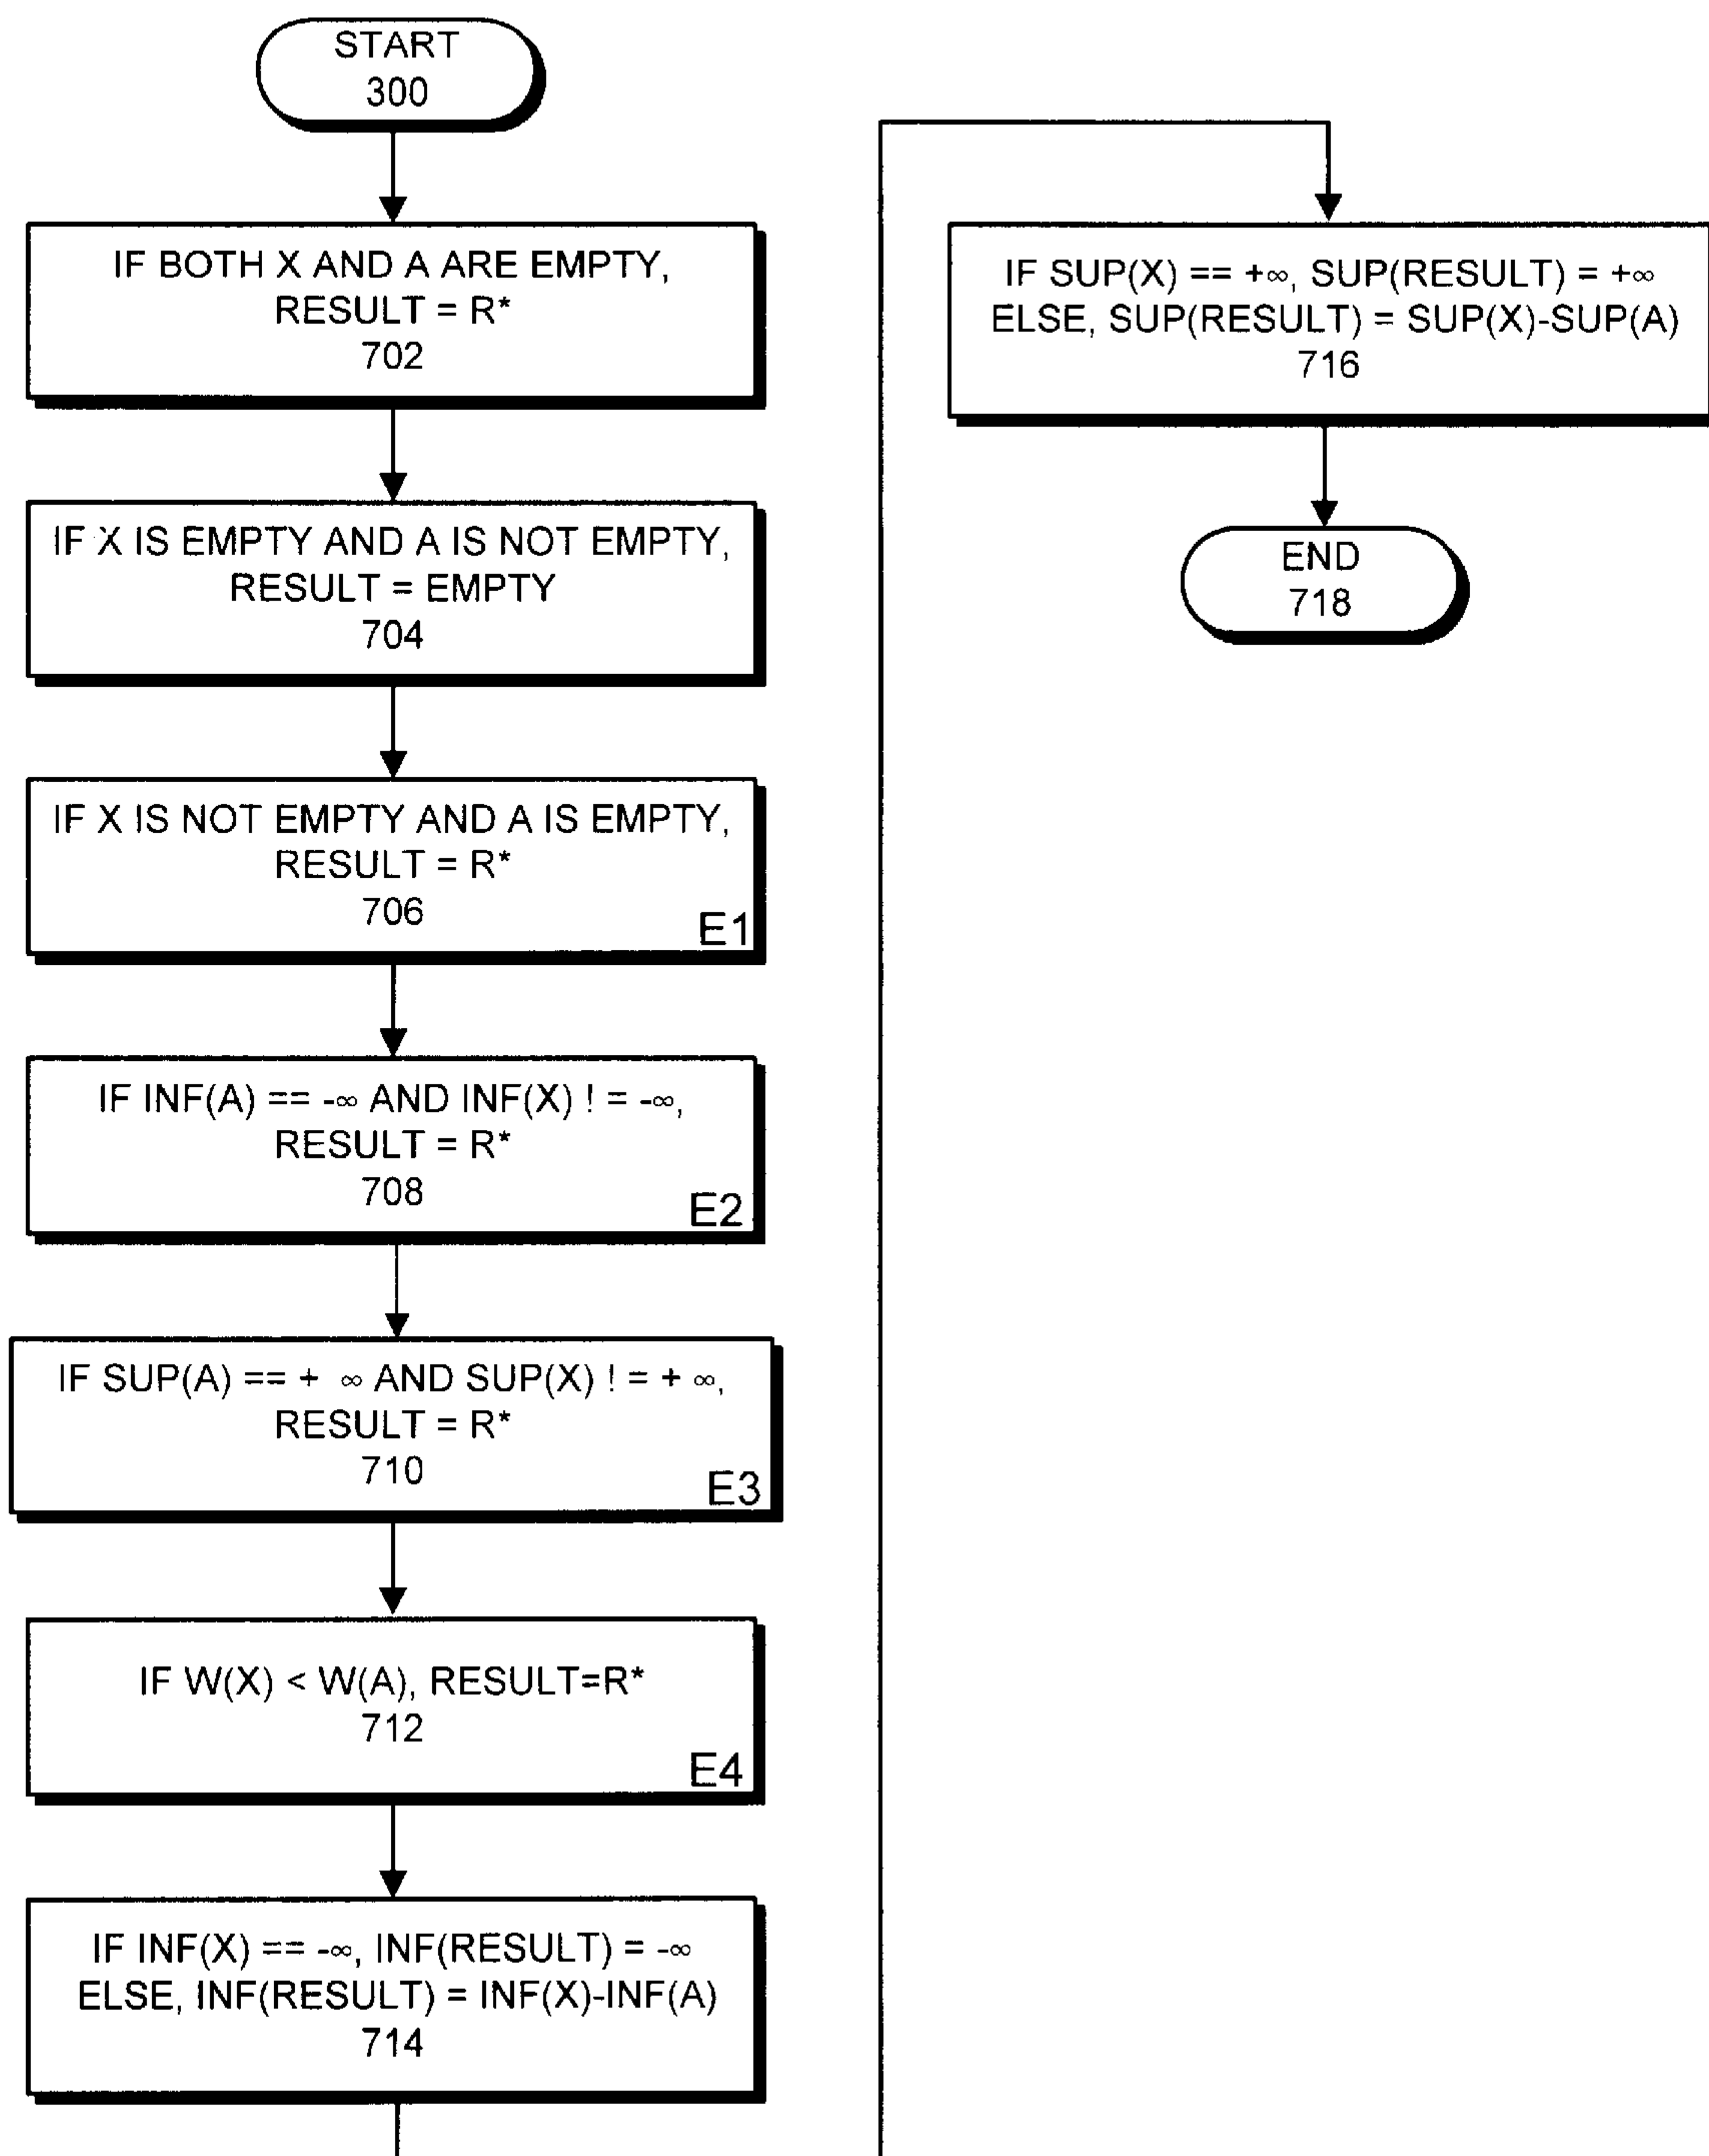 START
300
IF BOTH X AND A ARE EMPTY,
RESULT = R*
702
IF X IS EMPTY AND A IS NOT EMPTY,
RESULT = EMPTY
704
IF X IS NOT EMPTY AND A IS EMPTY,
RESULT = R*
706
E1
IF INF(A) == -∞ AND INF(X) ! = -∞,
RESULT = R*
708
E2
IF SUP(A) == + ∞ AND SUP(X) ! = + ∞,
RESULT = R*
710
E3
IF W(X) < W(A), RESULT=R*
712
E4
IF INF(X) == -∞, INF(RESULT) = -∞
ELSE, INF(RESULT) = INF(X)-INF(A)
714
IF SUP(X) == +∞, SUP(RESULT) = +∞
ELSE, SUP(RESULT) = SUP(X)-SUP(A)
716
END
718